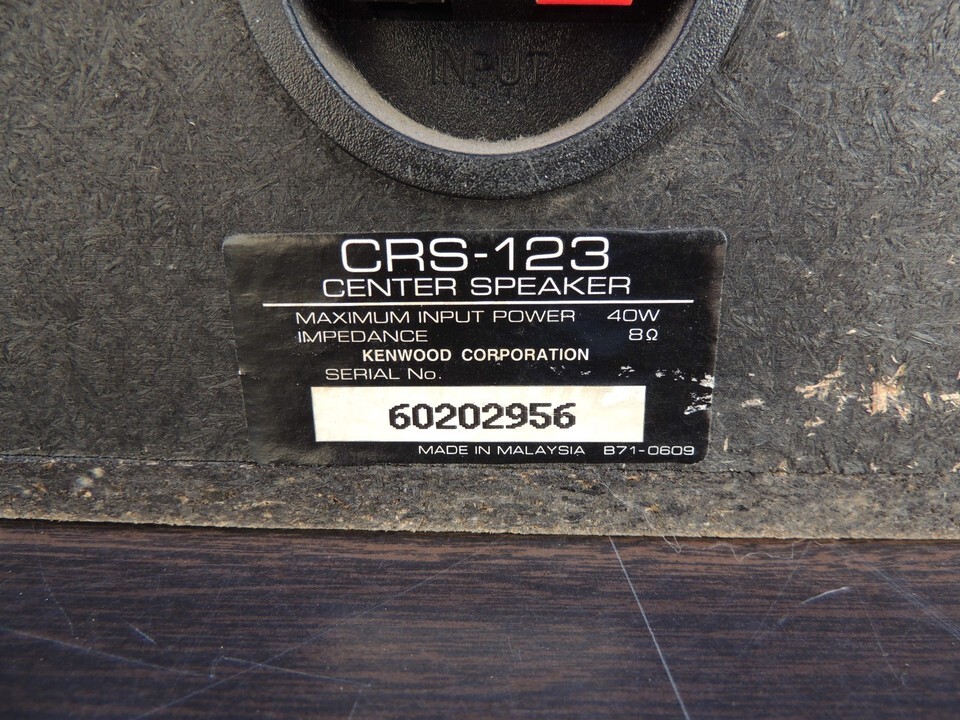 INPUT
CRS-123
CENTER SPEAKER
MAXIMUM INPUT POWER 40W
IMPEDANCE 8Ω
KENWOOD CORPORATION
SERIAL No.
60202956
MADE IN MALAYSIA B71-0609